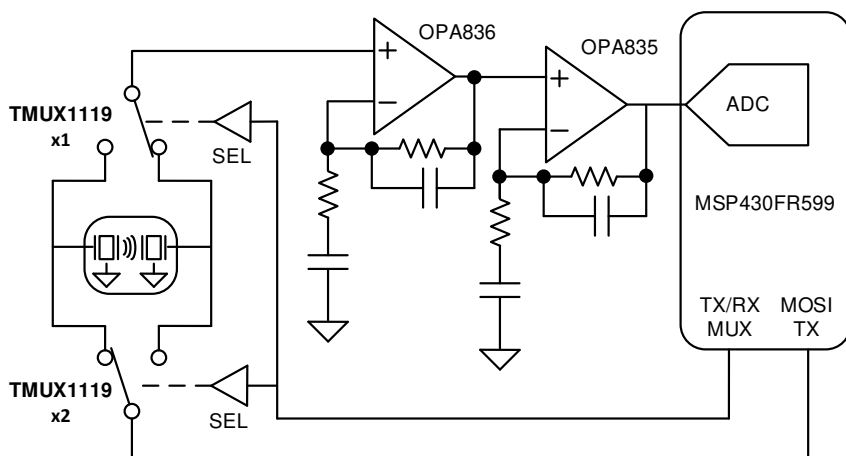 OPA836
OPA835
+
−
+
−
ADC
TMUX1119
x1
SEL
MSP430FR599
TX/RX
MUX
MOSI
TX
TMUX1119
x2
SEL